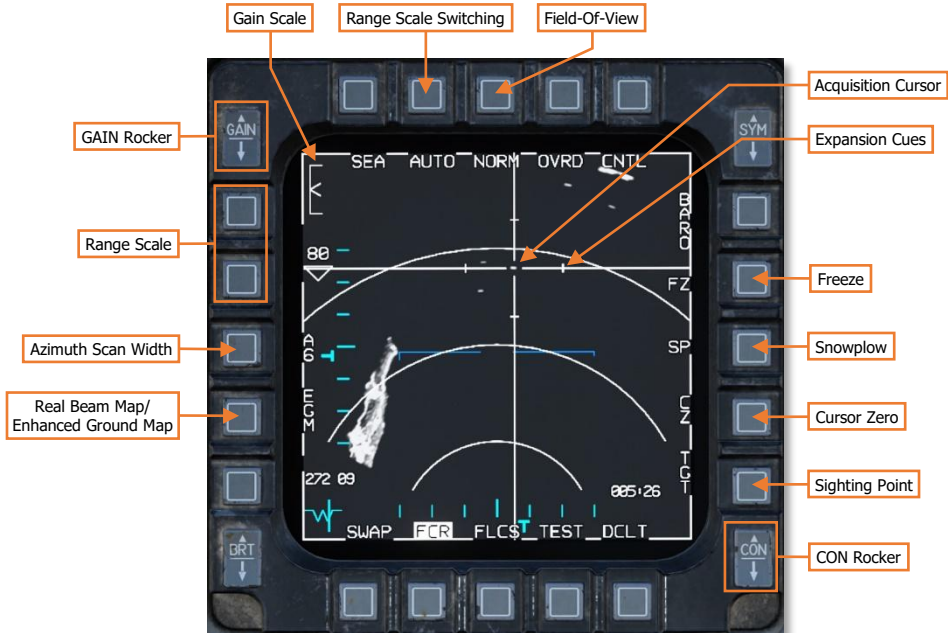 Gain Scale
Range Scale Switching
Field-Of-View
Acquisition Cursor
GAIN Rocker
GAIN
SYM
Expansion Cues
SEA AUTO NORM OVRD CNTL
BARO
Range Scale
80
FZ
Freeze
Azimuth Scan Width
A6
SP
Snowplow
Real Beam Map/
Enhanced Ground Map
EGM
CZ
Cursor Zero
TGT
272 09
005:26
Sighting Point
BRT
SWAP FCR FLCS TEST DCLT
CON
CON Rocker
T